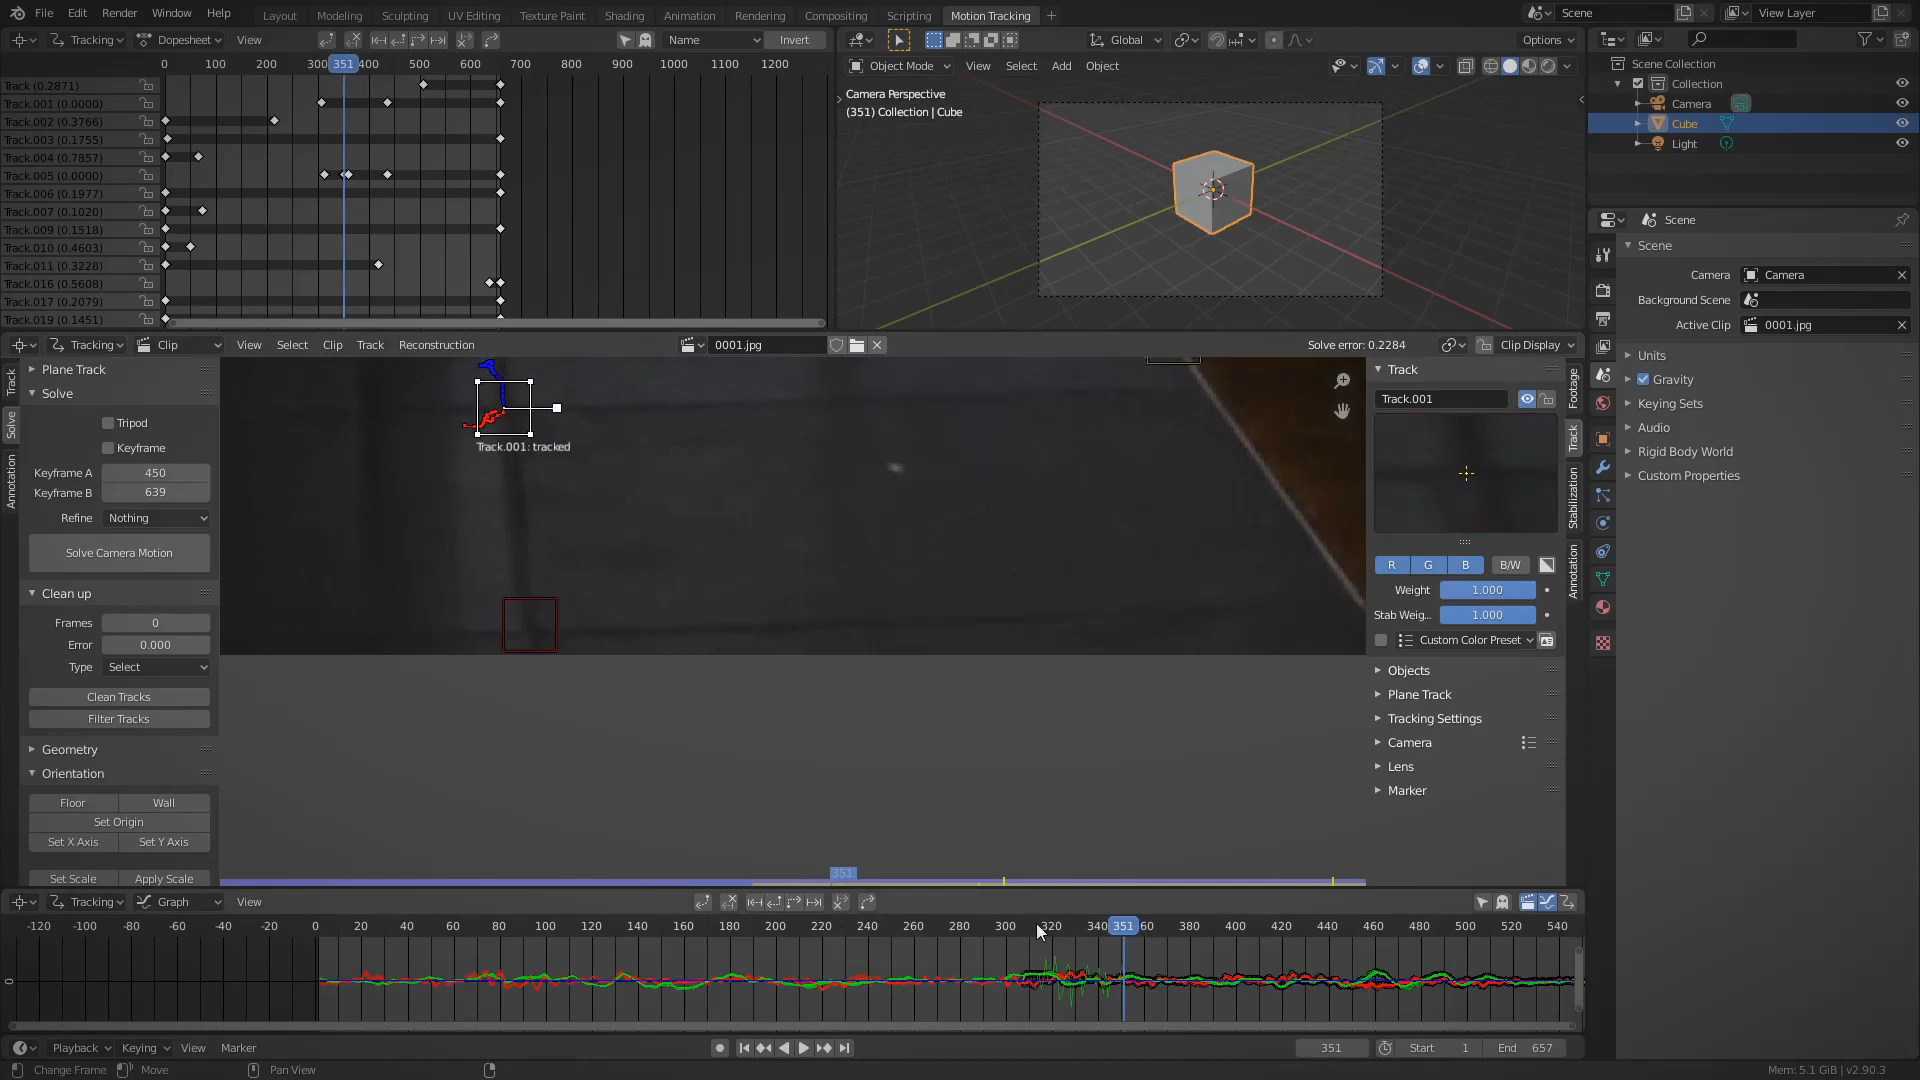 File Edit Render Window Help Layout Modeling Sculpting UV Editing Texture Paint Shading Animation Rendering Compositing Scripting Motion Tracking + Scene View Layer
Tracking Dopesheet View Name Invert
0 100 200 300 351 400 500 600 700 800 900 1000 1100 1200
Track (0.2871)
Track.001 (0.0000)
Track.002 (0.3766)
Track.003 (0.1755)
Track.004 (0.7857)
Track.005 (0.0000)
Track.006 (0.1977)
Track.007 (0.1020)
Track.009 (0.1518)
Track.010 (0.4603)
Track.011 (0.3228)
Track.016 (0.5608)
Track.017 (0.2079)
Track.019 (0.1451)
Global Options
Object Mode View Select Add Object
Camera Perspective
(351) Collection | Cube
Scene Collection
Collection
Camera
Cube
Light
Scene
Scene
Camera Camera
Background Scene
Active Clip 0001.jpg
Units
Gravity
Keying Sets
Audio
Rigid Body World
Custom Properties
Tracking Clip View Select Clip Track Reconstruction 0001.jpg Solve error: 0.2284 Clip Display
Track
Solve
Annotation
Plane Track
Solve
Tripod
Keyframe
Keyframe A 450
Keyframe B 639
Refine Nothing
Solve Camera Motion
Clean up
Frames 0
Error 0.000
Type Select
Clean Tracks
Filter Tracks
Geometry
Orientation
Floor Wall
Set Origin
Set X Axis Set Y Axis
Set Scale Apply Scale
Track.001: tracked
351
Track
Track.001
R G B B/W
Weight 1.000
Stab Weig... 1.000
Custom Color Preset
Objects
Plane Track
Tracking Settings
Camera
Lens
Marker
Footage
Track
Stabilization
Annotation
Tracking Graph View
-120 -100 -80 -60 -40 -20 0 20 40 60 80 100 120 140 160 180 200 220 240 260 280 300 320 340 351 60 380 400 420 440 460 480 500 520 540
0
Playback Keying View Marker 351 Start 1 End 657
Change Frame Move Pan View Mem: 5.1 GiB | v2.90.3